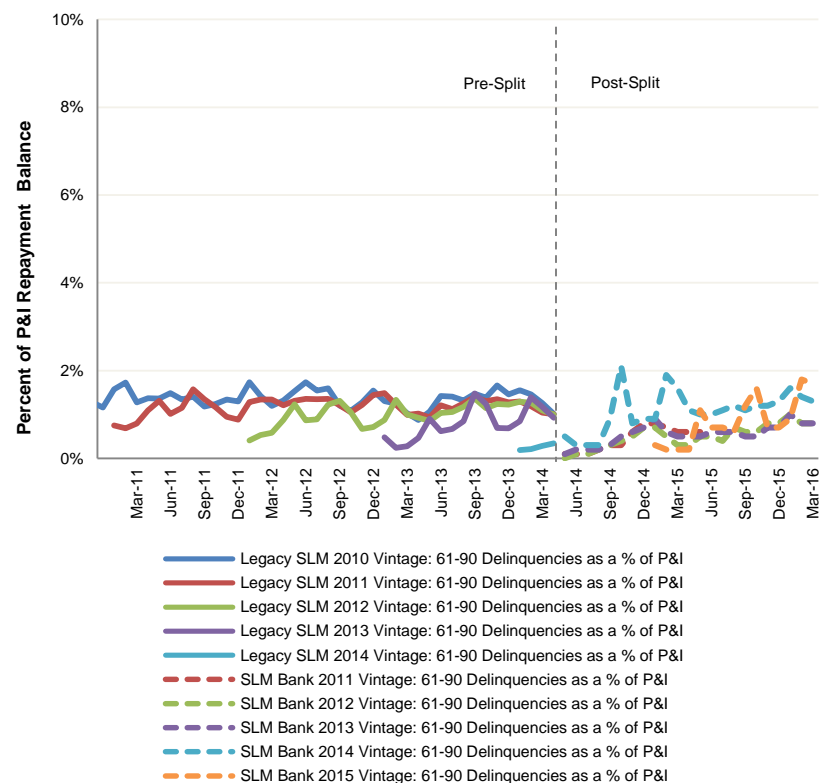 10%
8%
6%
4%
2%
0%
Percent of P&I Repayment Balance
Pre-Split
Post-Split
Mar-11
Jun-11
Sep-11
Dec-11
Mar-12
Jun-12
Sep-12
Dec-12
Mar-13
Jun-13
Sep-13
Dec-13
Mar-14
Jun-14
Sep-14
Dec-14
Mar-15
Jun-15
Sep-15
Dec-15
Mar-16
Legacy SLM 2010 Vintage: 61-90 Delinquencies as a % of P&I
Legacy SLM 2011 Vintage: 61-90 Delinquencies as a % of P&I
Legacy SLM 2012 Vintage: 61-90 Delinquencies as a % of P&I
Legacy SLM 2013 Vintage: 61-90 Delinquencies as a % of P&I
Legacy SLM 2014 Vintage: 61-90 Delinquencies as a % of P&I
SLM Bank 2011 Vintage: 61-90 Delinquencies as a % of P&I
SLM Bank 2012 Vintage: 61-90 Delinquencies as a % of P&I
SLM Bank 2013 Vintage: 61-90 Delinquencies as a % of P&I
SLM Bank 2014 Vintage: 61-90 Delinquencies as a % of P&I
SLM Bank 2015 Vintage: 61-90 Delinquencies as a % of P&I